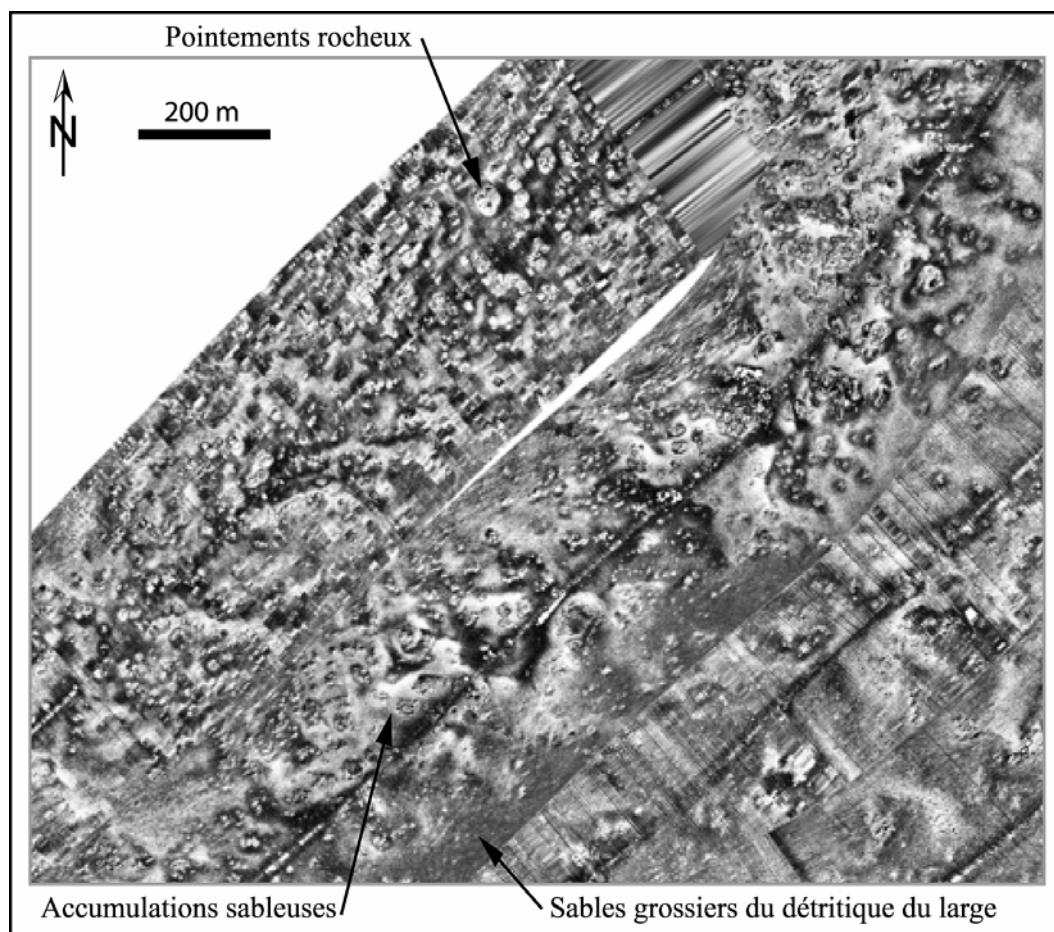 Pointements rocheux
N
200 m
Accumulations sableuses
Sables grossiers du détritique du large